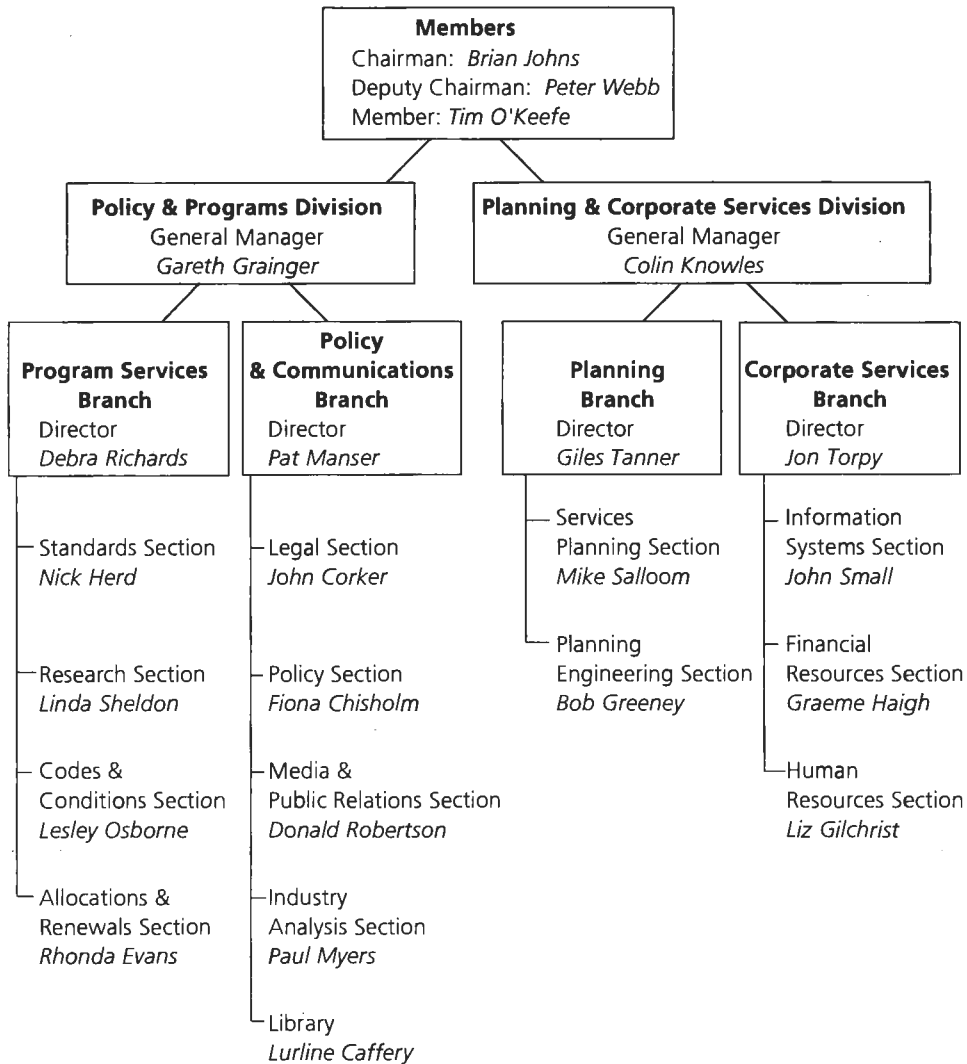 Members
Chairman: Brian Johns
Deputy Chairman: Peter Webb
Member: Tim O'Keefe
Policy & Programs Division
General Manager
Gareth Grainger
Planning & Corporate Services Division
General Manager
Colin Knowles
Program Services
Branch
Director
Debra Richards
Policy
& Communications
Branch
Director
Pat Manser
Planning
Branch
Director
Giles Tanner
Corporate Services
Branch
Director
Jon Torpy
Standards Section
Nick Herd
Research Section
Linda Sheldon
Codes &
Conditions Section
Lesley Osborne
Allocations &
Renewals Section
Rhonda Evans
Legal Section
John Corker
Policy Section
Fiona Chisholm
Media &
Public Relations Section
Donald Robertson
Industry
Analysis Section
Paul Myers
Library
Lurline Caffery
Services
Planning Section
Mike Salloom
Planning
Engineering Section
Bob Greeney
Information
Systems Section
John Small
Financial
Resources Section
Graeme Haigh
Human
Resources Section
Liz Gilchrist